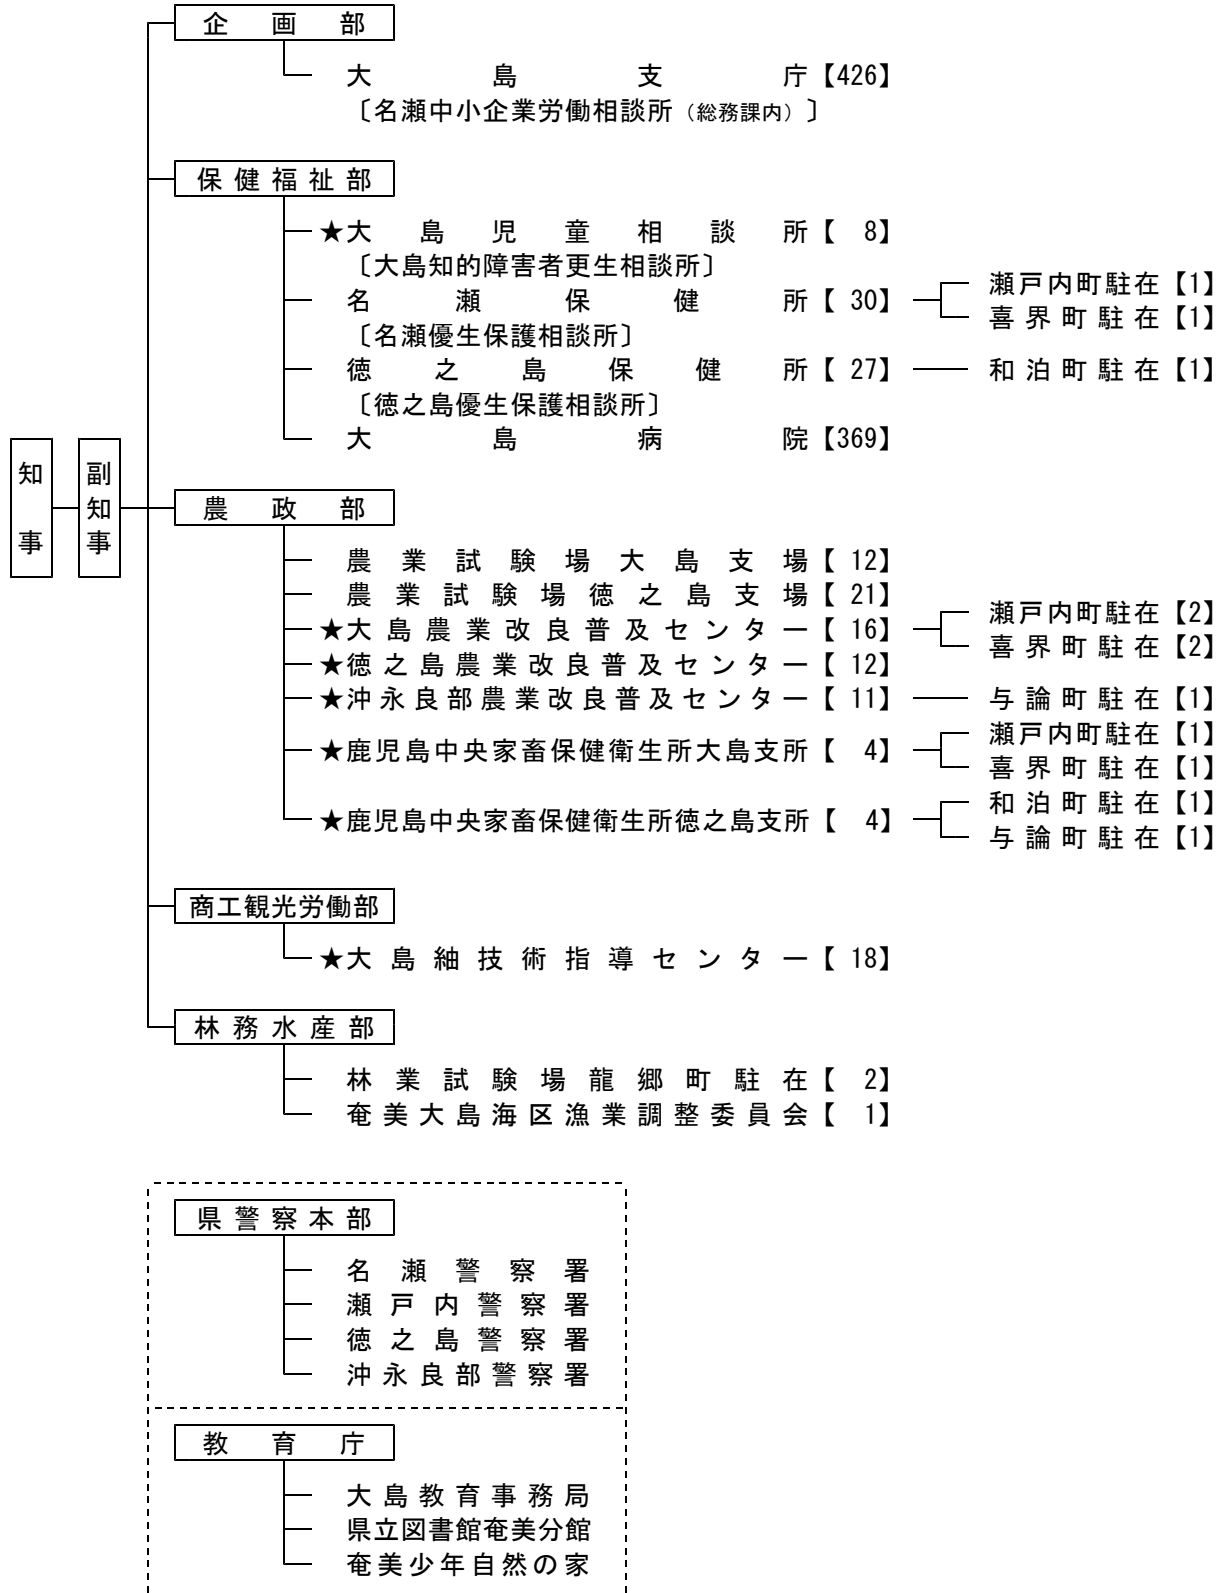 企画部
大島支庁【426】
〔名瀬中小企業労働相談所（総務課内）〕
保健福祉部
★大島児童相談所【 8】
〔大島知的障害者更生相談所〕
名瀬保健所【 30】
瀬戸内町駐在【1】
喜界町駐在【1】
〔名瀬優生保護相談所〕
徳之島保健所【 27】
和泊町駐在【1】
〔徳之島優生保護相談所〕
大島病院【369】
知事
副知事
農政部
農業試験場大島支場【 12】
農業試験場徳之島支場【 21】
★大島農業改良普及センター【 16】
瀬戸内町駐在【2】
喜界町駐在【2】
★徳之島農業改良普及センター【 12】
★沖永良部農業改良普及センター【 11】
与論町駐在【1】
★鹿児島中央家畜保健衛生所大島支所【 4】
瀬戸内町駐在【1】
喜界町駐在【1】
★鹿児島中央家畜保健衛生所徳之島支所【 4】
和泊町駐在【1】
与論町駐在【1】
商工観光労働部
★大島紬技術指導センター【 18】
林務水産部
林業試験場龍郷町駐在【 2】
奄美大島海区漁業調整委員会【 1】
県警察本部
名瀬警察署
瀬戸内警察署
徳之島警察署
沖永良部警察署
教育庁
大島教育事務局
県立図書館奄美分館
奄美少年自然の家